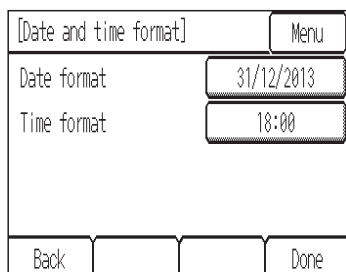 [Date and time format] Menu
Date format 31/12/2013
Time format 18:00
Back Done